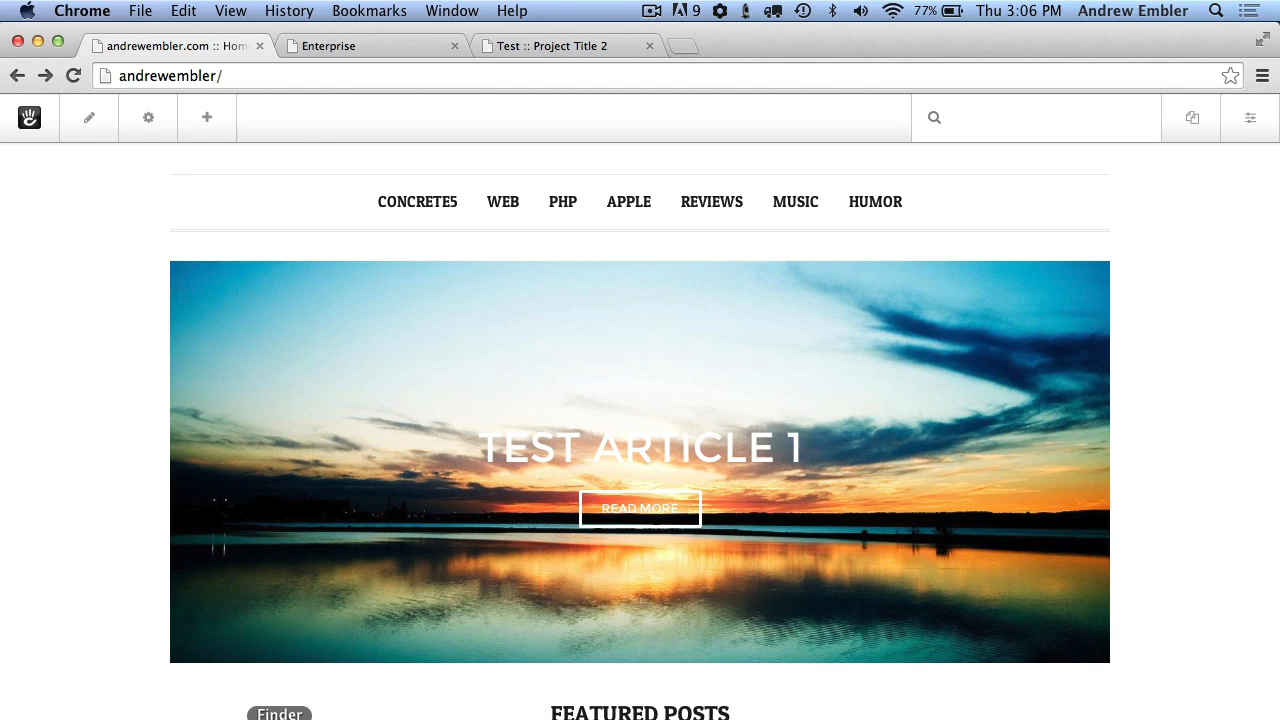 Chrome File Edit View History Bookmarks Window Help 9 77% Thu 3:06 PM Andrew Embler
andrewembler.com :: Hom Enterprise Test :: Project Title 2
andrewembler/
CONCRETE5 WEB PHP APPLE REVIEWS MUSIC HUMOR
TEST ARTICLE 1
READ MORE
Finder
FEATURED POSTS